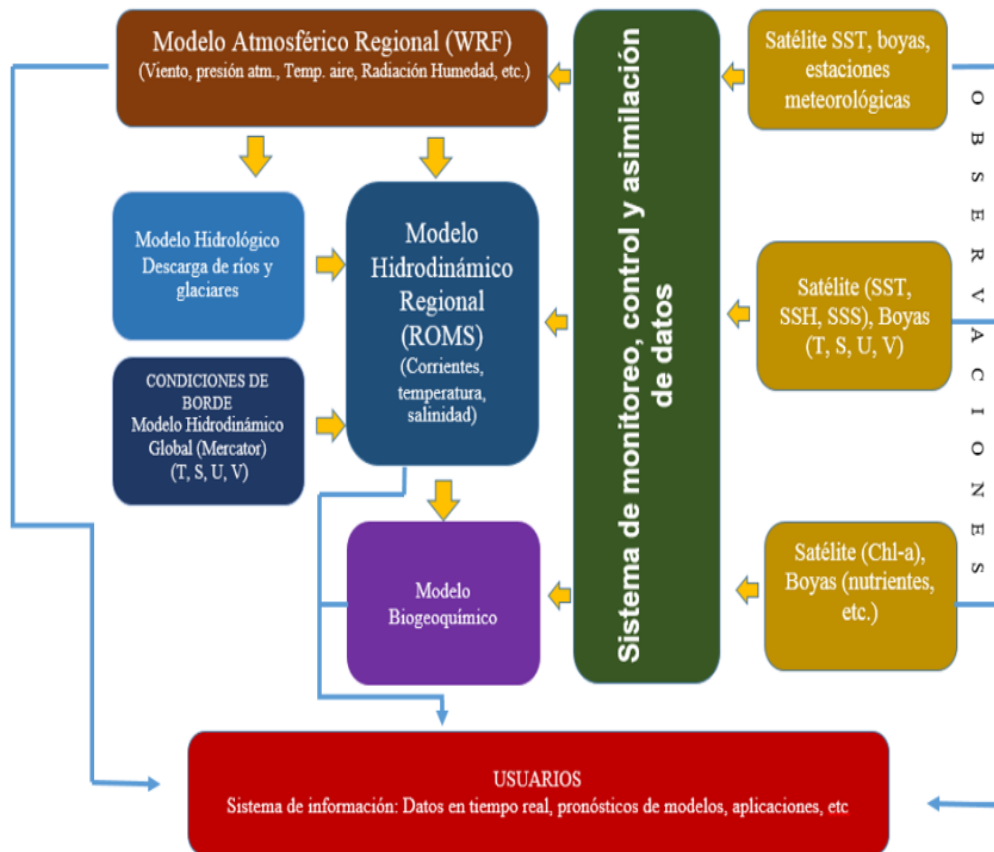 Modelo Atmosférico Regional (WRF)
(Viento, presión atm., Temp. aire, Radiación Humedad, etc.)
Modelo Hidrológico
Descarga de ríos y
glaciares
CONDICIONES DE
BORDE
Modelo Hidrodinámico
Global (Mercator)
(T, S, U, V)
Modelo
Hidrodinámico
Regional
(ROMS)
(Corrientes,
temperatura,
salinidad)
Modelo
Biogeoquímico
Sistema de monitoreo, control y asimilación
de datos
Satélite SST, boyas,
estaciones
meteorológicas
Satélite (SST,
SSH, SSS), Boyas
(T, S, U, V)
Satélite (Chl-a),
Boyas (nutrientes,
etc.)
OBSERVACIONES
USUARIOS
Sistema de información: Datos en tiempo real, pronósticos de modelos, aplicaciones, etc